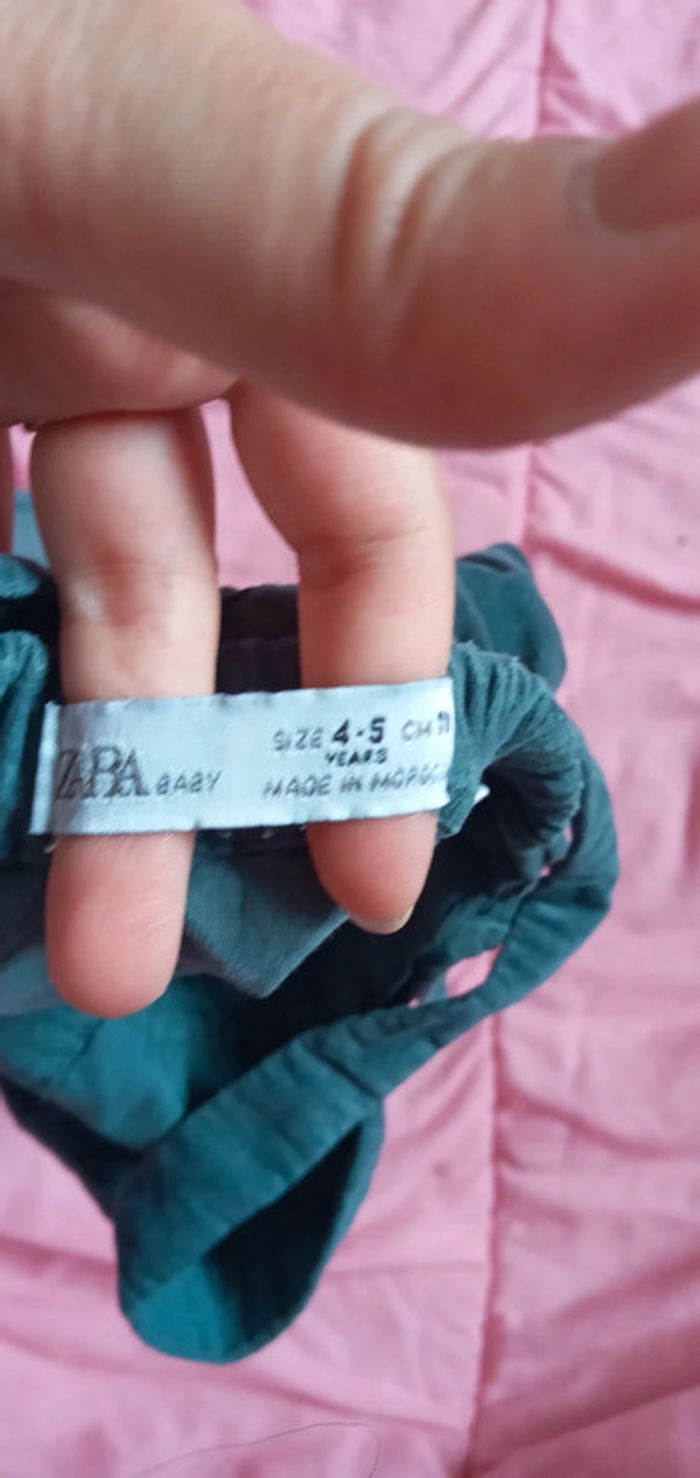 ZARA BABY
SIZE 4-5 CM
YEARS
MADE IN